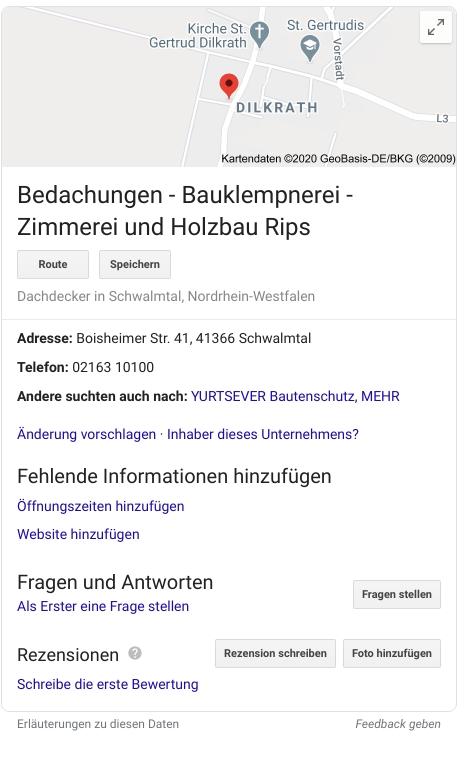 Kirche St.
Gertrud Dilkrath
St. Gertrudis
Vorstadt
DILKRATH
L3
Kartendaten ©2020 GeoBasis-DE/BKG (©2009)
Bedachungen - Bauklempnerei -
Zimmerei und Holzbau Rips
Route
Speichern
Dachdecker in Schwalmtal, Nordrhein-Westfalen
Adresse: Boisheimer Str. 41, 41366 Schwalmtal
Telefon: 02163 10100
Andere suchten auch nach: YURTSEVER Bautenschutz, MEHR
Änderung vorschlagen · Inhaber dieses Unternehmens?
Fehlende Informationen hinzufügen
Öffnungszeiten hinzufügen
Website hinzufügen
Fragen und Antworten
Fragen stellen
Als Erster eine Frage stellen
Rezensionen ?
Rezension schreiben
Foto hinzufügen
Schreibe die erste Bewertung
Erläuterungen zu diesen Daten
Feedback geben